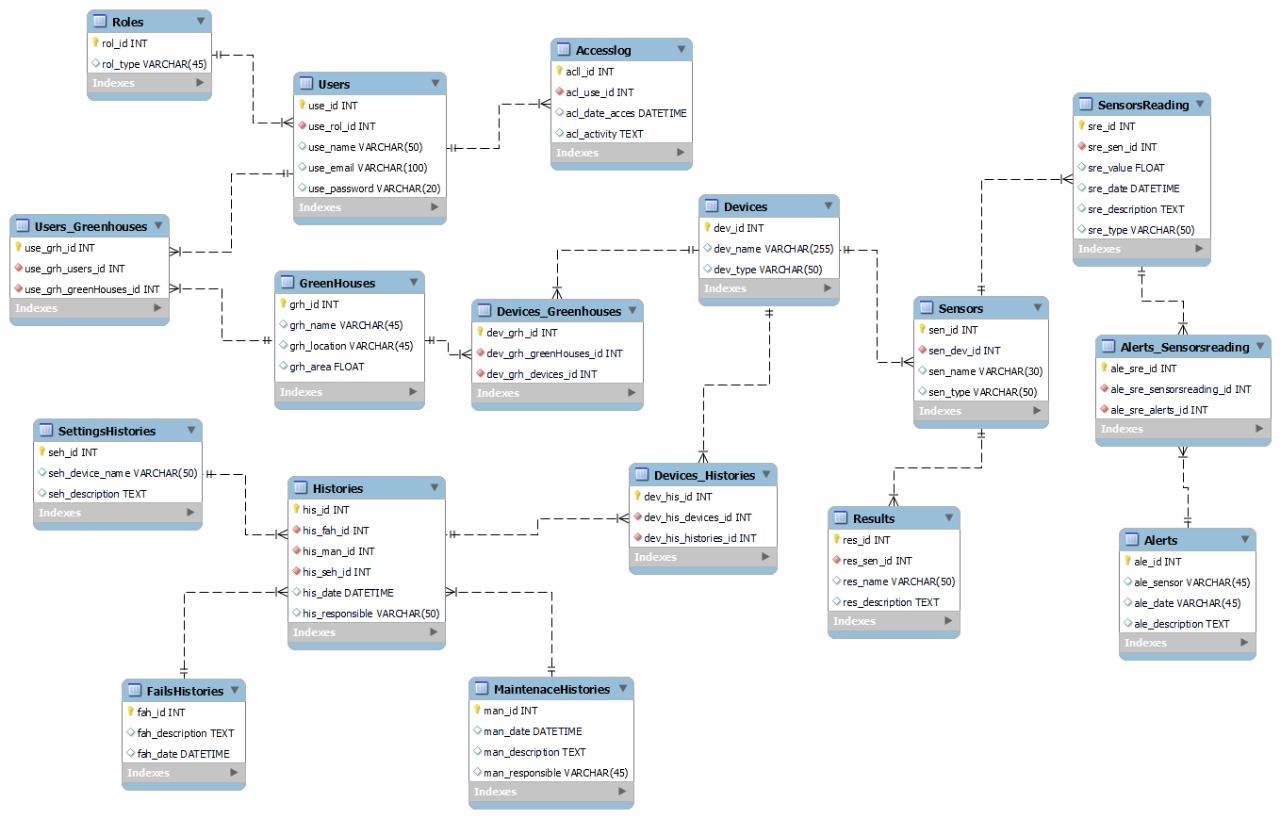 Roles
rol_id INT
rol_type VARCHAR(45)
Indexes
Users
use_id INT
use_rol_id INT
use_name VARCHAR(50)
use_email VARCHAR(100)
use_password VARCHAR(20)
Indexes
Accesslog
acll_id INT
acl_use_id INT
acl_date_acces DATETIME
acl_activity TEXT
Indexes
SensorsReading
sre_id INT
sre_sen_id INT
sre_value FLOAT
sre_date DATETIME
sre_description TEXT
sre_type VARCHAR(50)
Indexes
Users_Greenhouses
use_grh_id INT
use_grh_users_id INT
use_grh_greenHouses_id INT
Indexes
GreenHouses
grh_id INT
grh_name VARCHAR(45)
grh_location VARCHAR(45)
grh_area FLOAT
Indexes
Devices_Greenhouses
dev_grh_id INT
dev_grh_greenHouses_id INT
dev_grh_devices_id INT
Indexes
Devices
dev_id INT
dev_name VARCHAR(255)
dev_type VARCHAR(50)
Indexes
Sensors
sen_id INT
sen_dev_id INT
sen_name VARCHAR(30)
sen_type VARCHAR(50)
Indexes
Alerts_Sensorsreading
ale_sre_id INT
ale_sre_sensorsreading_id INT
ale_sre_alerts_id INT
Indexes
SettingsHistories
seh_id INT
seh_device_name VARCHAR(50)
seh_description TEXT
Indexes
Histories
his_id INT
his_fah_id INT
his_man_id INT
his_seh_id INT
his_date DATETIME
his_responsible VARCHAR(50)
Indexes
Devices_Histories
dev_his_id INT
dev_his_devices_id INT
dev_his_histories_id INT
Indexes
Results
res_id INT
res_sen_id INT
res_name VARCHAR(50)
res_description TEXT
Indexes
Alerts
ale_id INT
ale_sensor VARCHAR(45)
ale_date VARCHAR(45)
ale_description TEXT
Indexes
FailsHistories
fah_id INT
fah_description TEXT
fah_date DATETIME
Indexes
MaintenaceHistories
man_id INT
man_date DATETIME
man_description TEXT
man_responsible VARCHAR(45)
Indexes